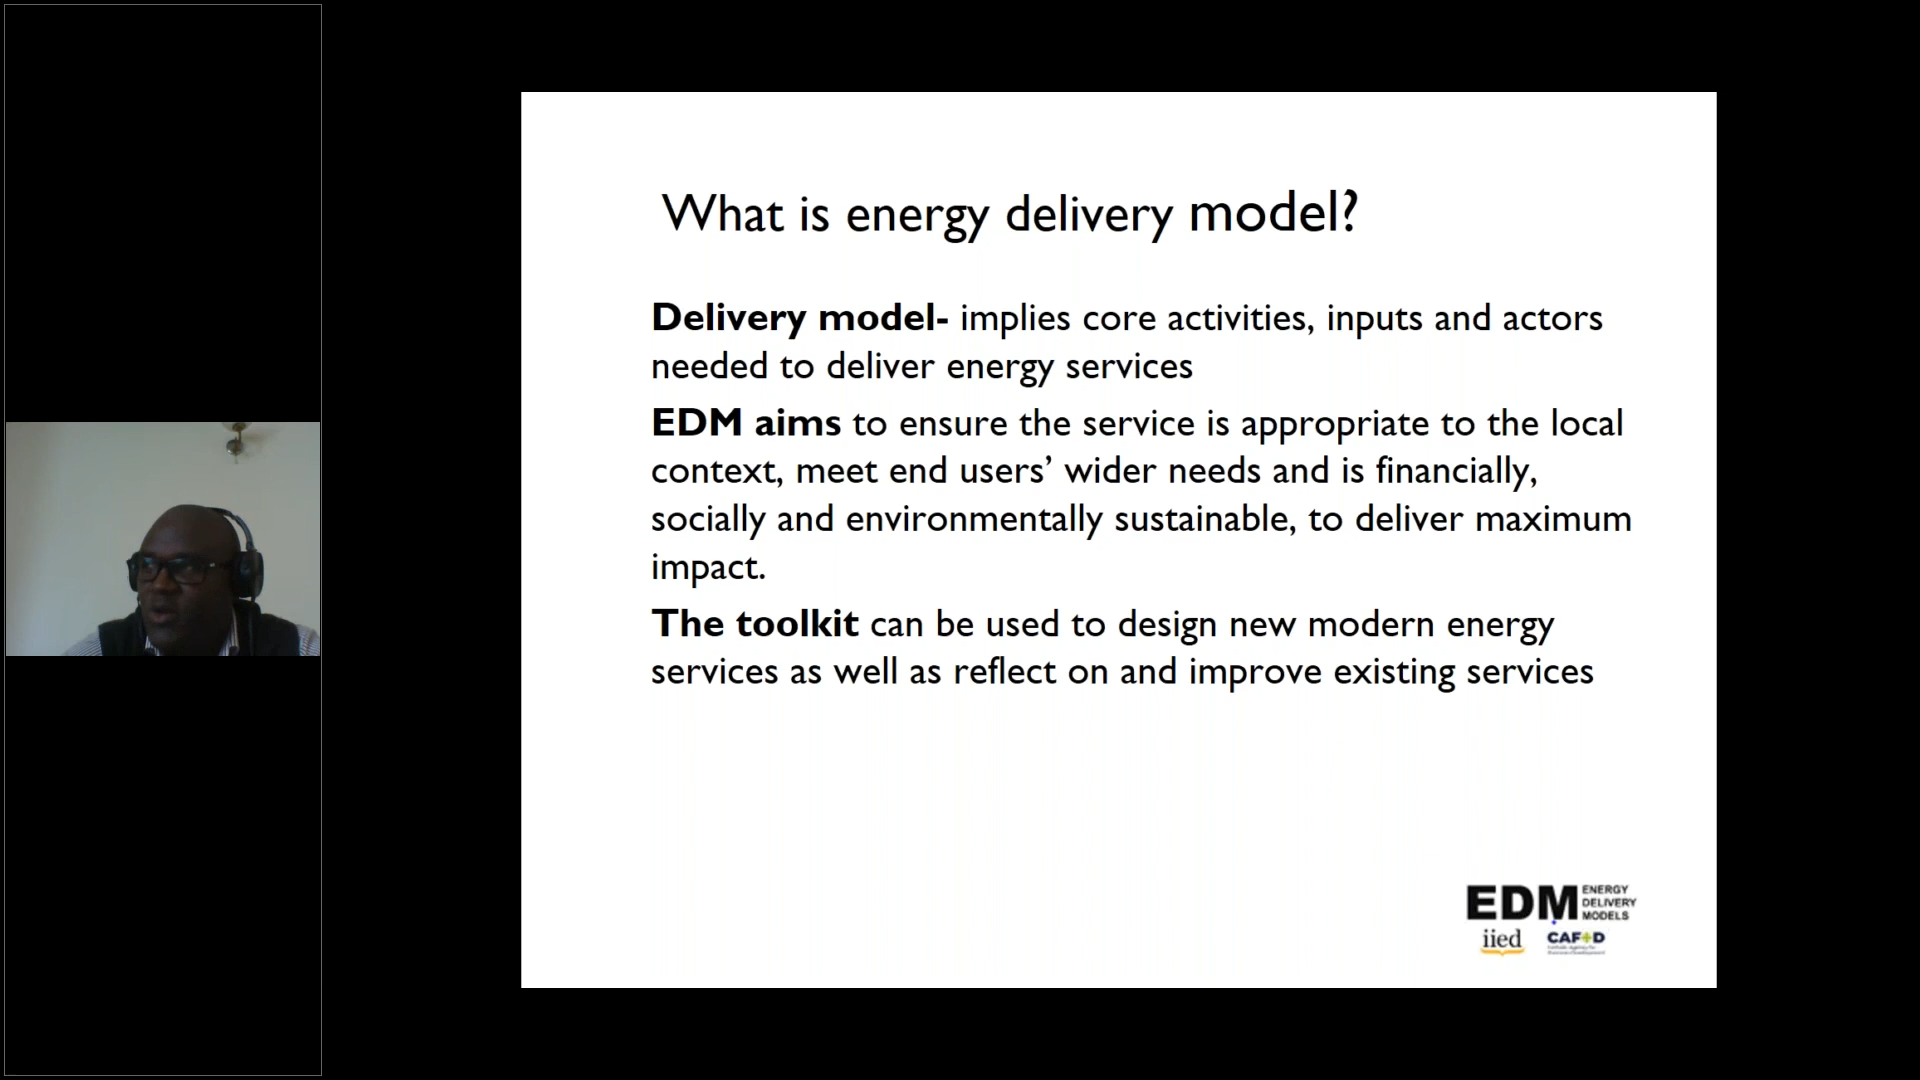 What is energy delivery model?
Delivery model- implies core activities, inputs and actors
needed to deliver energy services
EDM aims to ensure the service is appropriate to the local
context, meet end users’ wider needs and is financially,
socially and environmentally sustainable, to deliver maximum
impact.
The toolkit can be used to design new modern energy
services as well as reflect on and improve existing services
EDM ENERGY
DELIVERY
MODELS
iied CAFOD